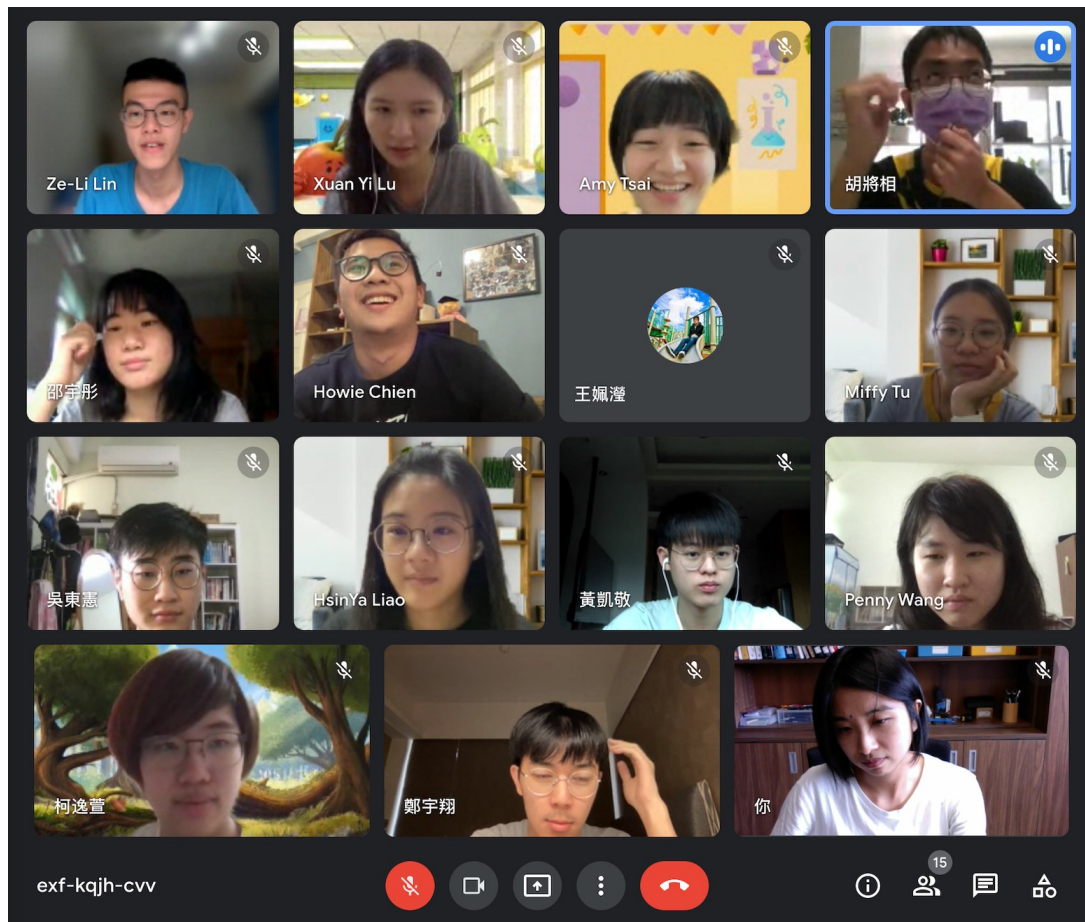 Ze-Li Lin
Xuan Yi Lu
Amy Tsai
胡將相
邵宇彤
Howie Chien
王姵瀅
Miffy Tu
吳東憲
HsinYa Liao
黃凱敬
Penny Wang
柯逸萱
鄭宇翔
你
exf-kqjh-cvv
15